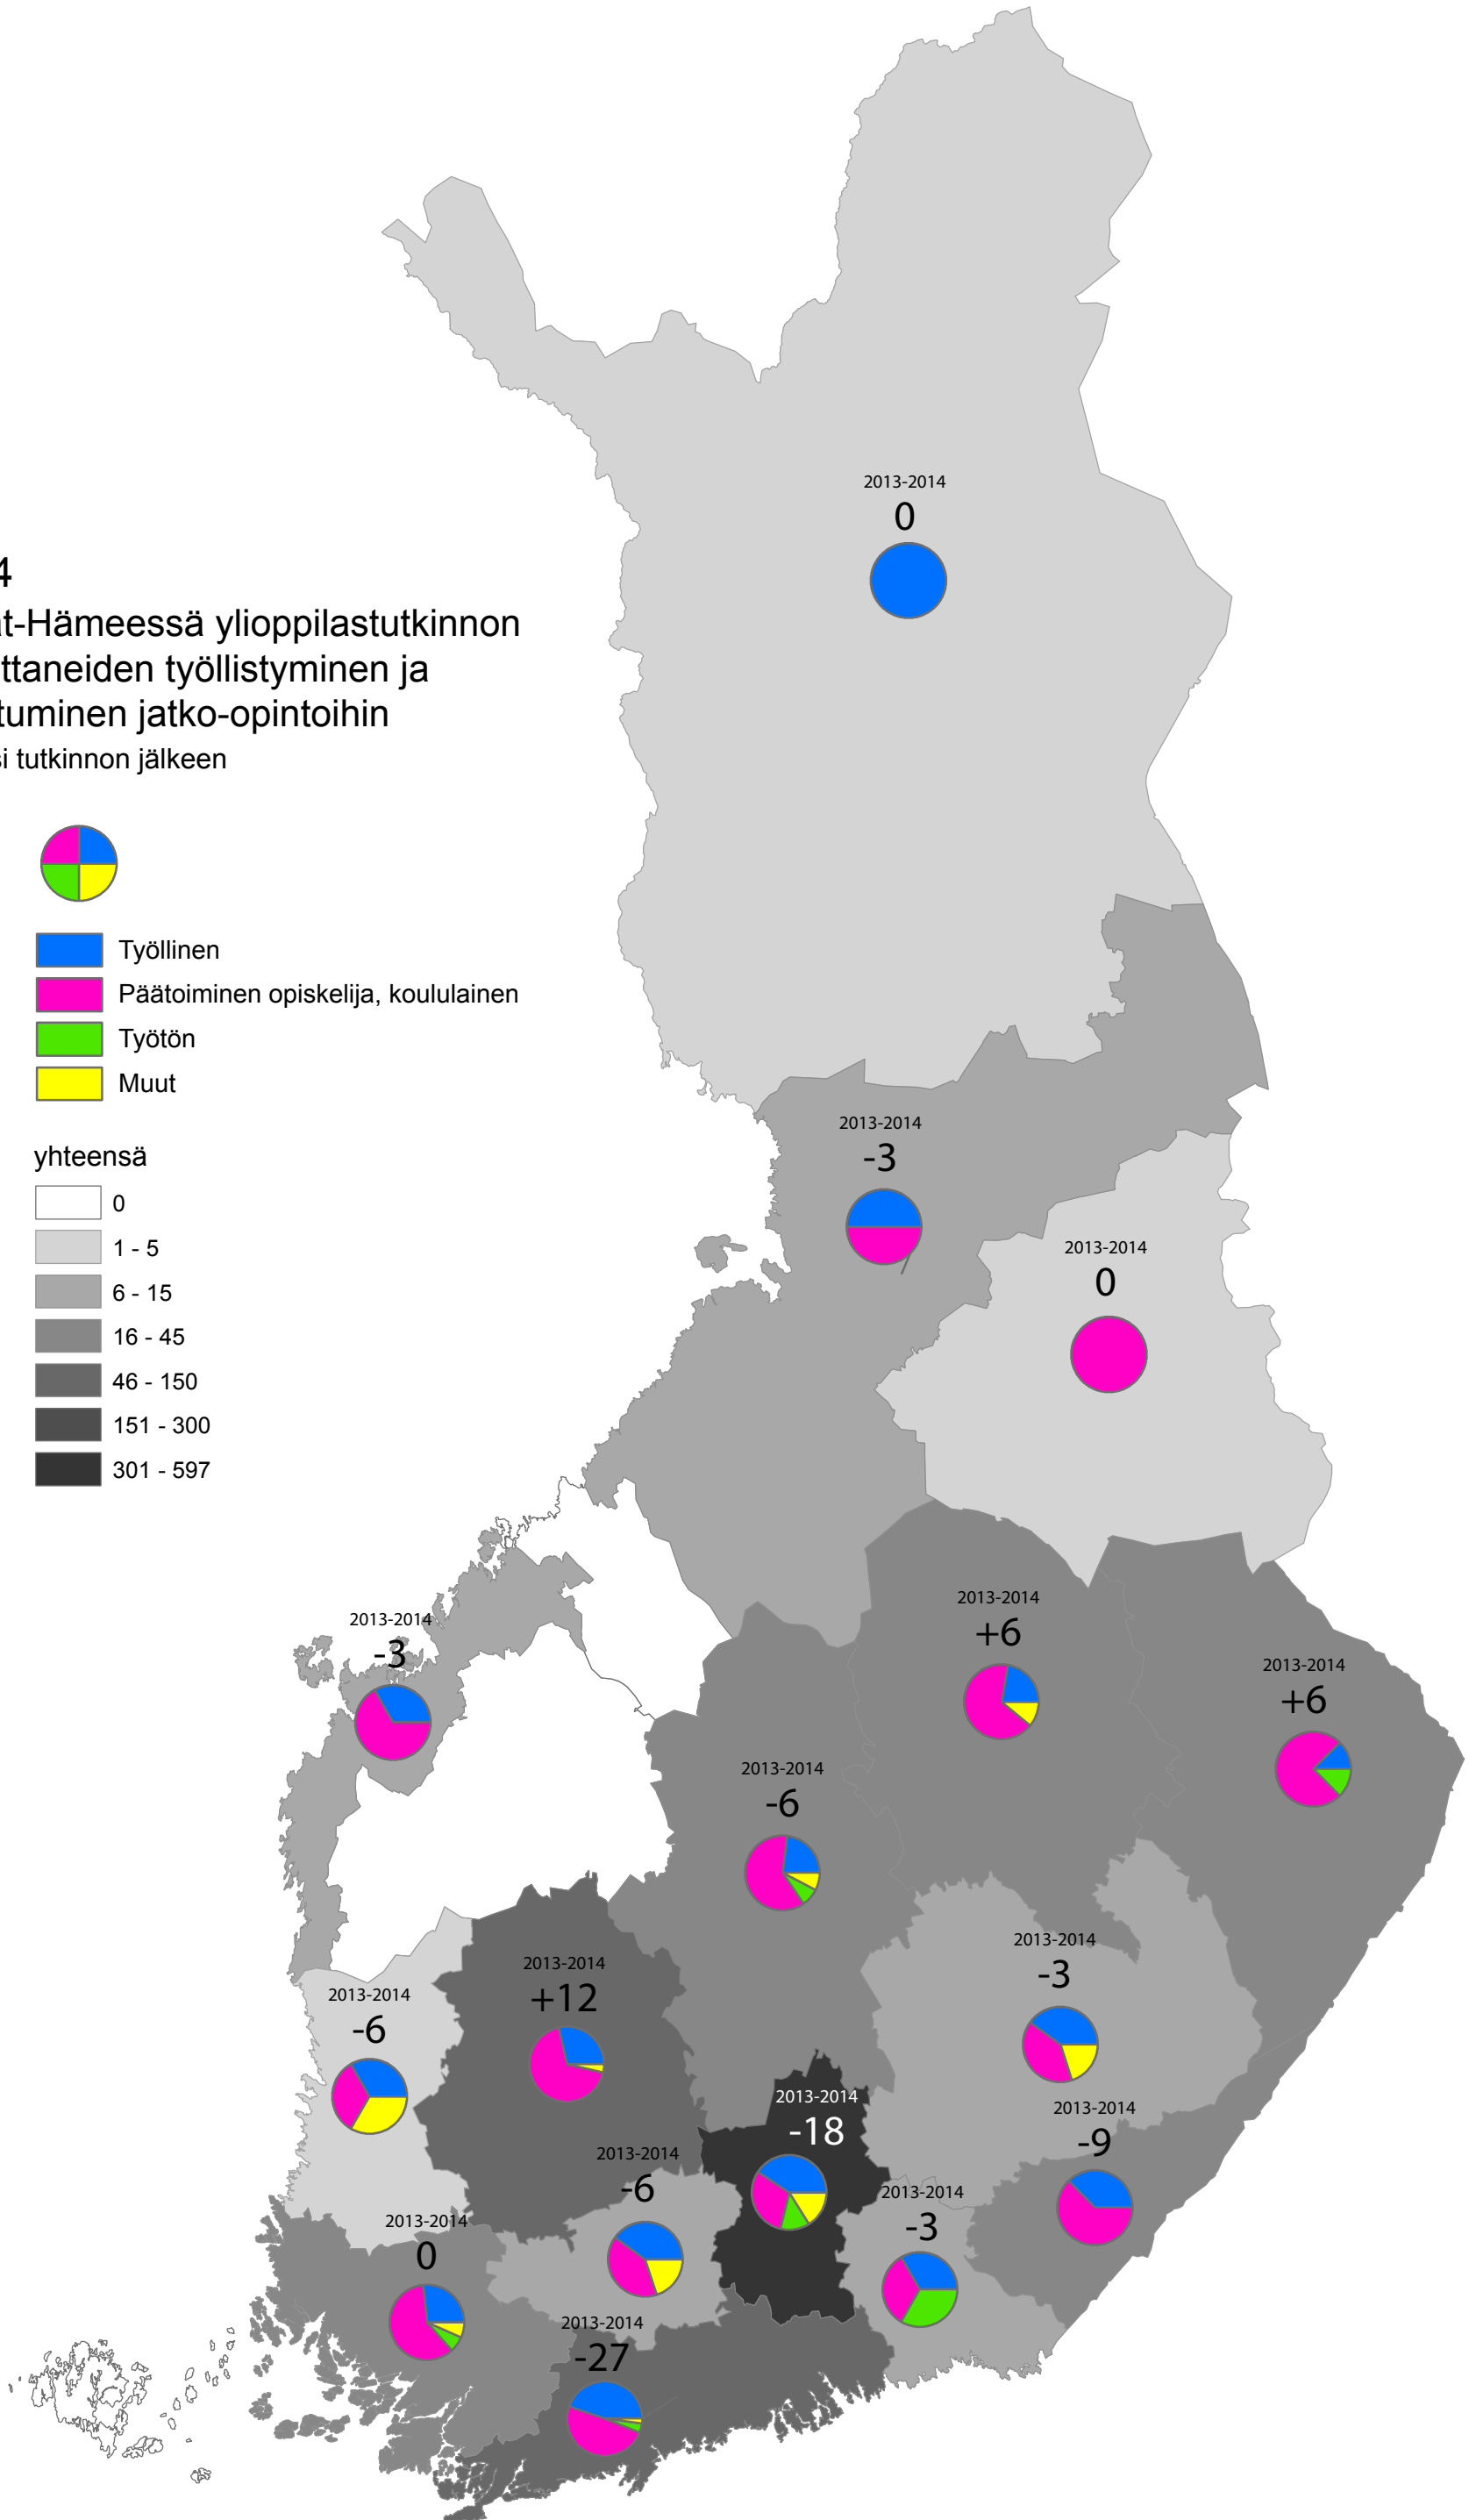 4
t-Hämeessä ylioppilastutkinnon
ttaneiden työllistyminen ja
tuminen jatko-opintoihin
si tutkinnon jälkeen
Työllinen
Päätoiminen opiskelija, koululainen
Työtön
Muut
yhteensä
0
1 - 5
6 - 15
16 - 45
46 - 150
151 - 300
301 - 597
2013-2014
0
2013-2014
-3
2013-2014
0
2013-2014
+6
2013-2014
-3
2013-2014
+6
2013-2014
-6
2013-2014
-3
2013-2014
+12
2013-2014
-6
2013-2014
-18
2013-2014
-9
2013-2014
-6
2013-2014
-3
2013-2014
0
2013-2014
-27